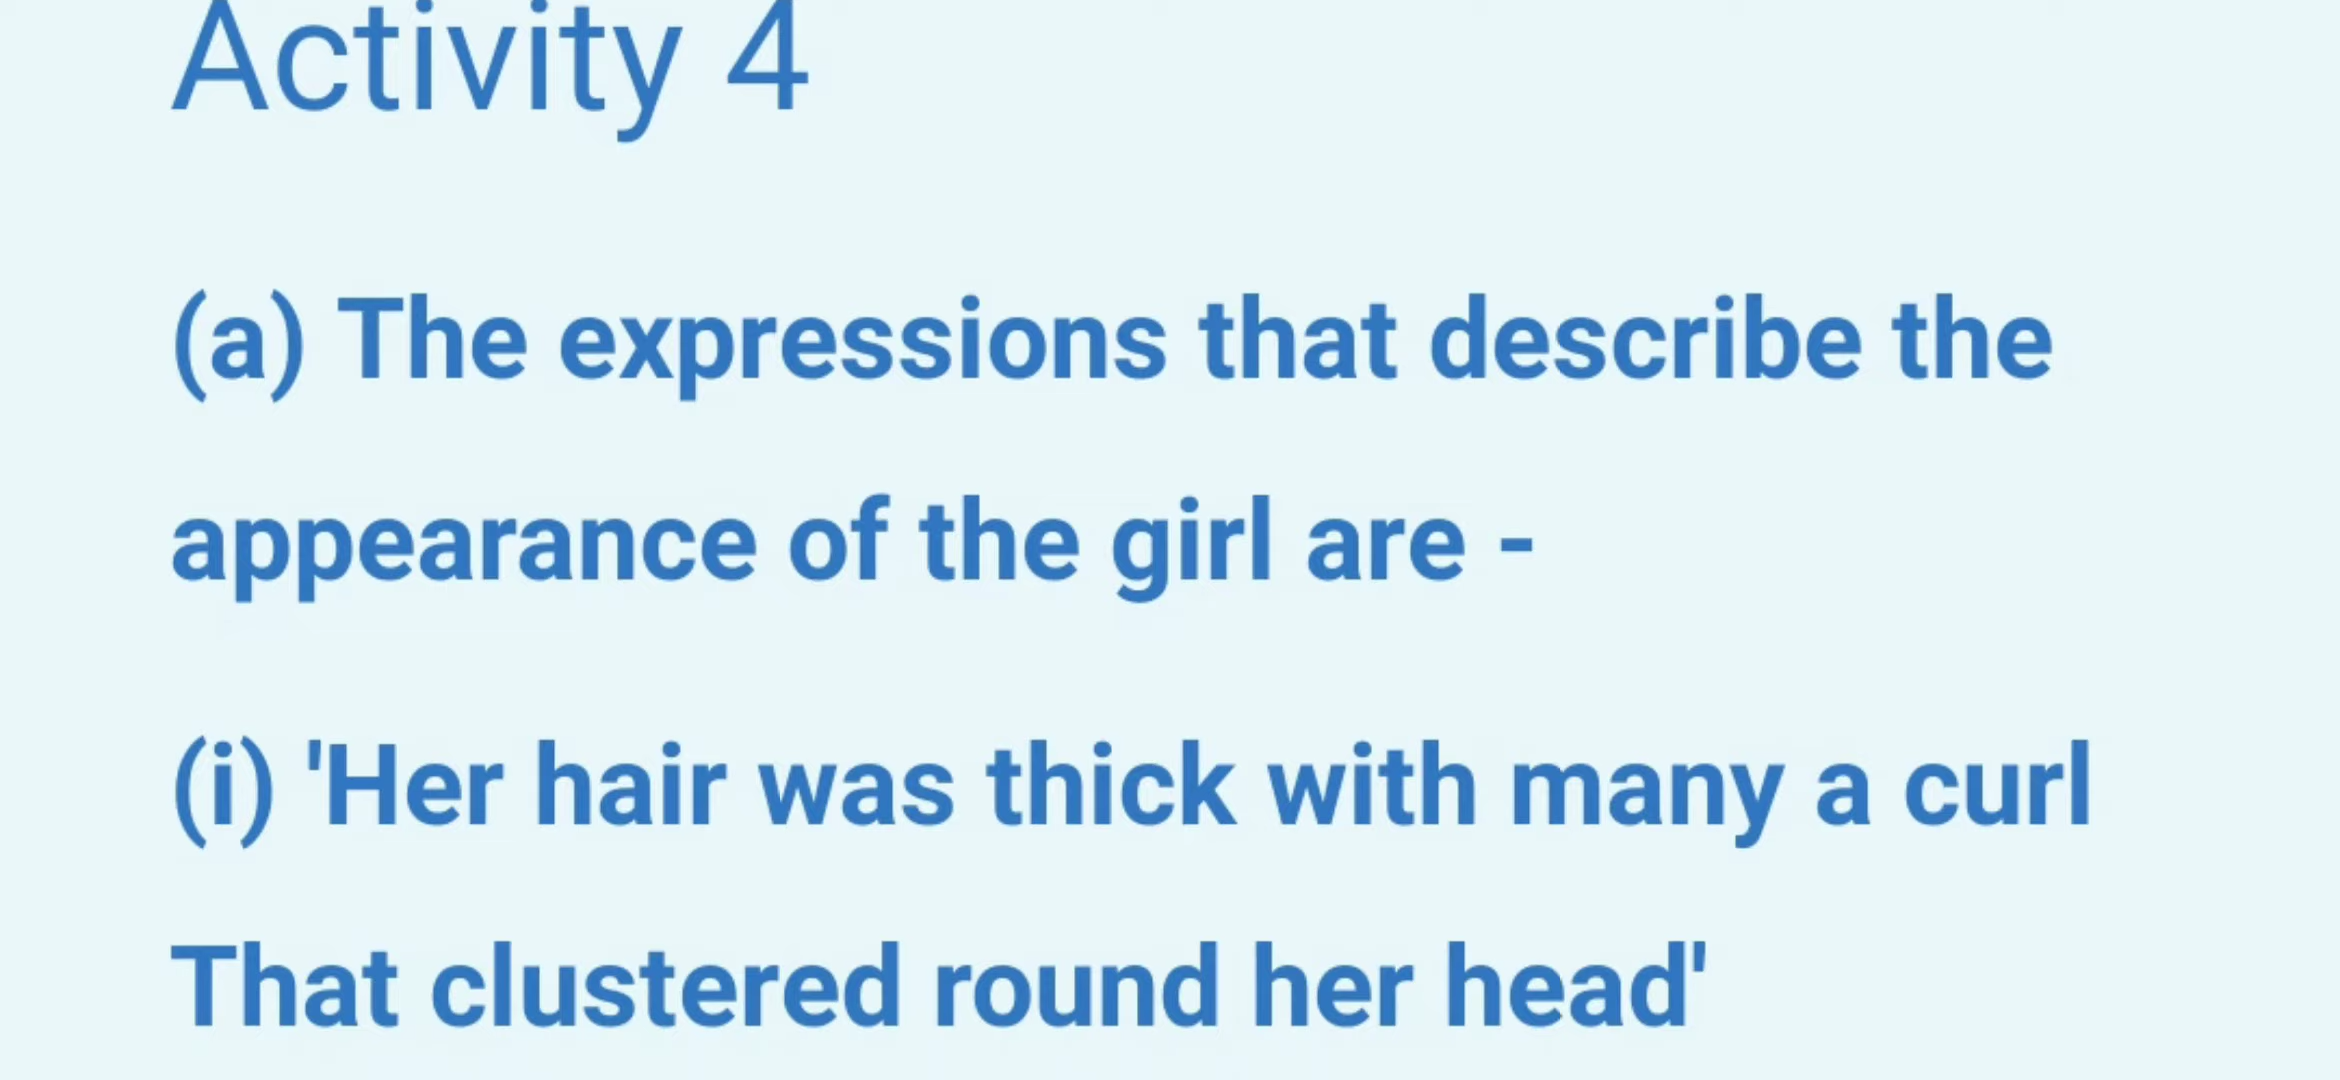 Activity 4
(a) The expressions that describe the
appearance of the girl are -
(i) 'Her hair was thick with many a curl
That clustered round her head'